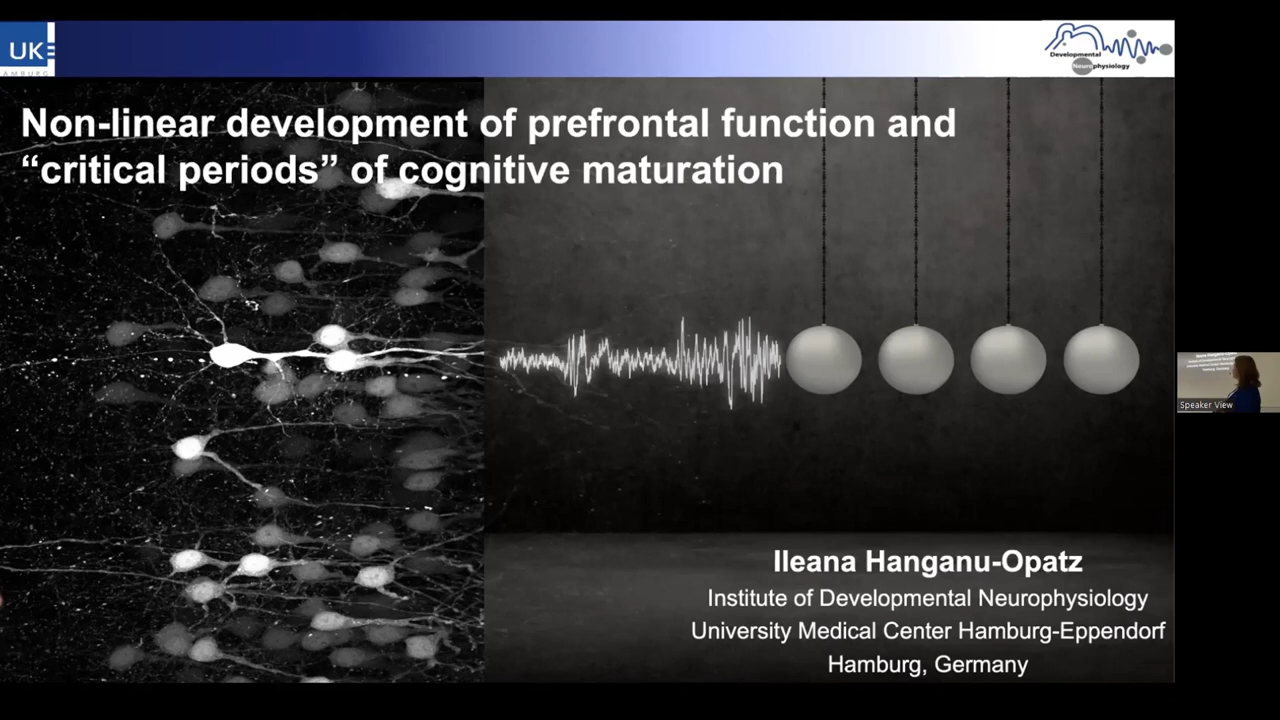 UKE
HAMBURG
Developmental
Neurophysiology
Non-linear development of prefrontal function and
“critical periods” of cognitive maturation
Ileana Hanganu-Opatz
Institute of Developmental Neurophysiology
University Medical Center Hamburg-Eppendorf
Hamburg, Germany
Speaker View